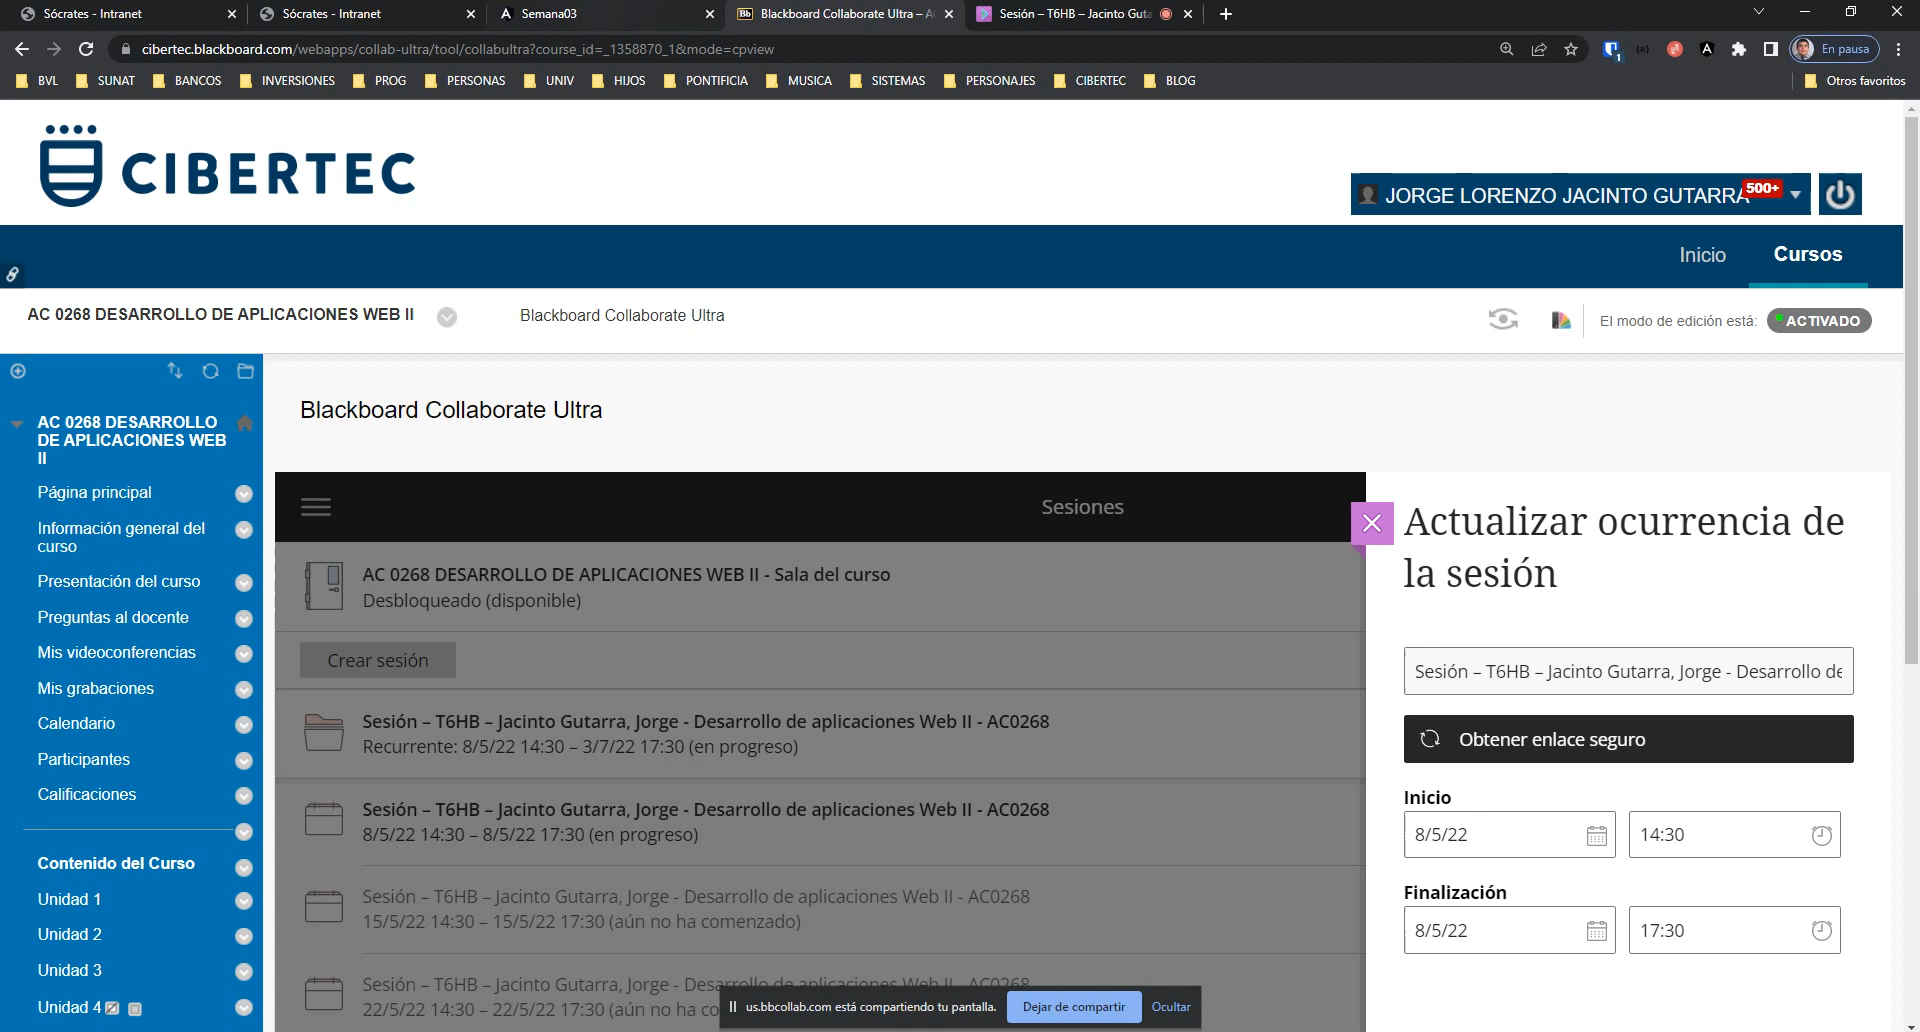 Sócrates - Intranet
Sócrates - Intranet
Semana03
Blackboard Collaborate Ultra – A
Sesión – T6HB – Jacinto Guta
cibertec.blackboard.com/webapps/collab-ultra/tool/collabultra?course_id=_1358870_1&mode=cpview
1
En pausa
BVL SUNAT BANCOS INVERSIONES PROG PERSONAS UNIV HIJOS PONTIFICIA MUSICA SISTEMAS PERSONAJES CIBERTEC BLOG Otros favoritos
CIBERTEC
JORGE LORENZO JACINTO GUTARRA 500+
Inicio Cursos
AC 0268 DESARROLLO DE APLICACIONES WEB II
Blackboard Collaborate Ultra
El modo de edición está: ACTIVADO
AC 0268 DESARROLLO
DE APLICACIONES WEB
II
Página principal
Información general del
curso
Presentación del curso
Preguntas al docente
Mis videoconferencias
Mis grabaciones
Calendario
Participantes
Calificaciones
Contenido del Curso
Unidad 1
Unidad 2
Unidad 3
Unidad 4
Blackboard Collaborate Ultra
Sesiones
AC 0268 DESARROLLO DE APLICACIONES WEB II - Sala del curso
Desbloqueado (disponible)
Crear sesión
Sesión – T6HB – Jacinto Gutarra, Jorge - Desarrollo de aplicaciones Web II - AC0268
Recurrente: 8/5/22 14:30 – 3/7/22 17:30 (en progreso)
Sesión – T6HB – Jacinto Gutarra, Jorge - Desarrollo de aplicaciones Web II - AC0268
8/5/22 14:30 – 8/5/22 17:30 (en progreso)
Sesión – T6HB – Jacinto Gutarra, Jorge - Desarrollo de aplicaciones Web II - AC0268
15/5/22 14:30 – 15/5/22 17:30 (aún no ha comenzado)
Sesión – T6HB – Jacinto Gutarra, Jorge - Desarrollo de aplicaciones Web II - AC0268
22/5/22 14:30 – 22/5/22 17:30 (aún no ha co
us.bbcollab.com está compartiendo tu pantalla.
Dejar de compartir
Ocultar
Actualizar ocurrencia de
la sesión
Sesión – T6HB – Jacinto Gutarra, Jorge - Desarrollo de
Obtener enlace seguro
Inicio
8/5/22 14:30
Finalización
8/5/22 17:30